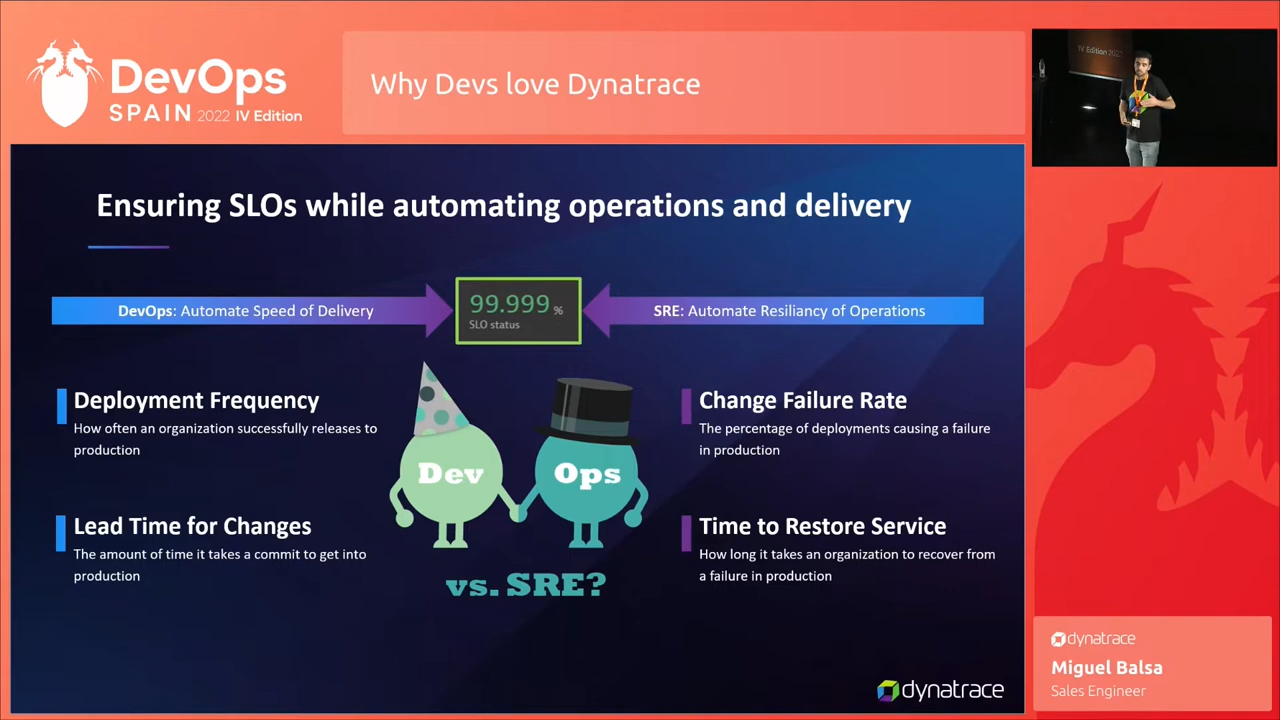 DevOps
SPAIN 2022 IV Edition
Why Devs love Dynatrace
IV Edition 2022
Ensuring SLOs while automating operations and delivery
DevOps: Automate Speed of Delivery
99.999 %
SLO status
SRE: Automate Resiliancy of Operations
Deployment Frequency
How often an organization successfully releases to
production
Lead Time for Changes
The amount of time it takes a commit to get into
production
Dev
Ops
vs. SRE?
Change Failure Rate
The percentage of deployments causing a failure
in production
Time to Restore Service
How long it takes an organization to recover from
a failure in production
dynatrace
dynatrace
Miguel Balsa
Sales Engineer